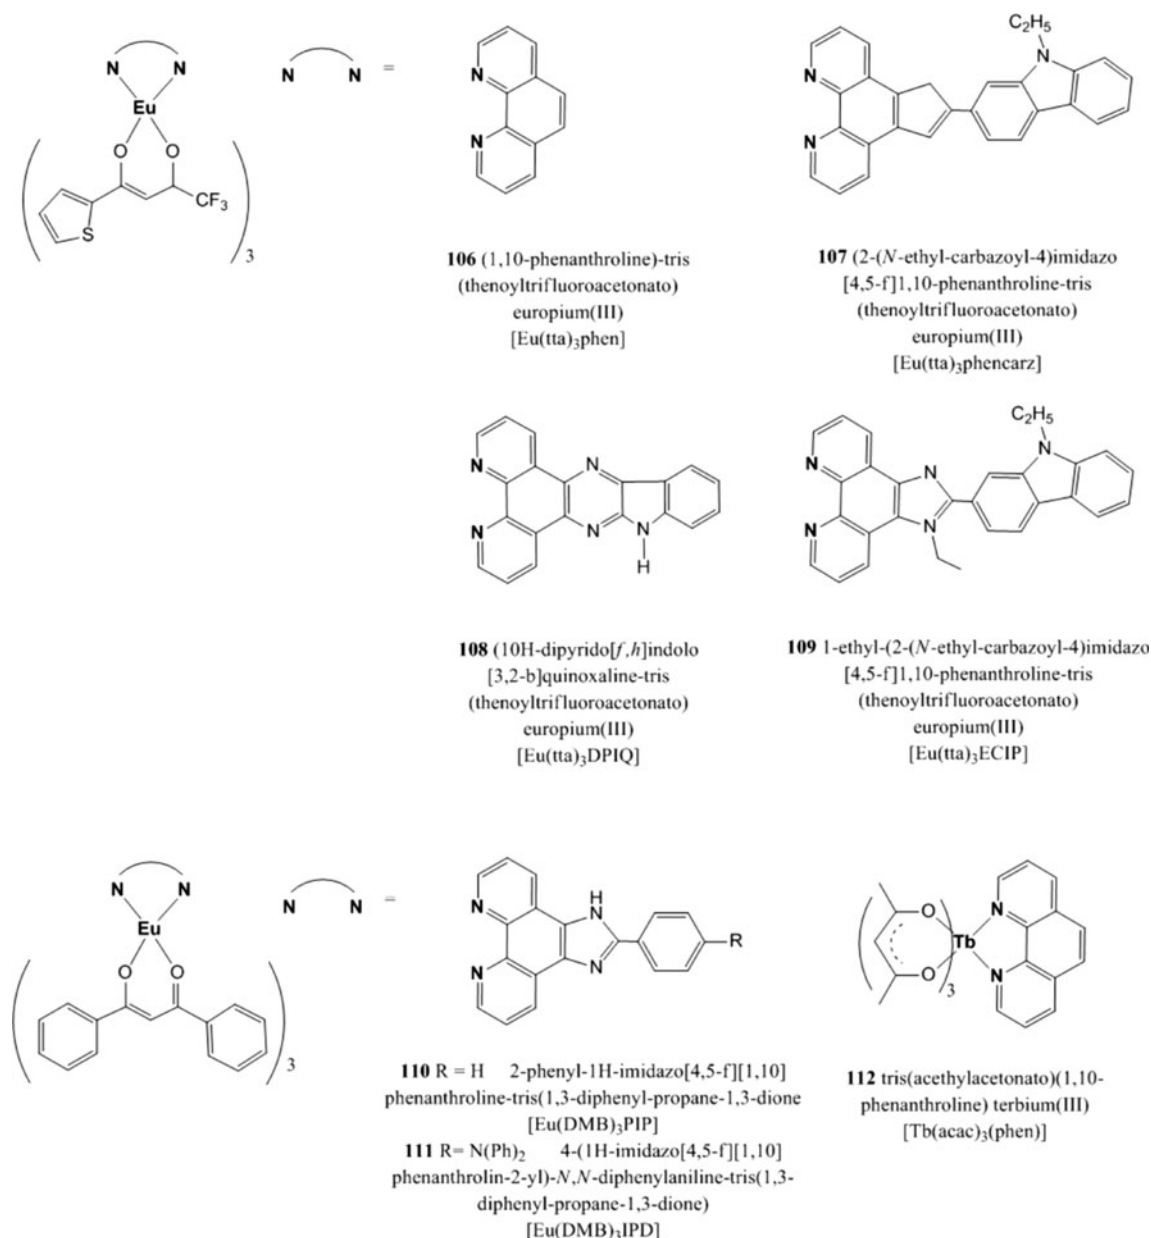 C₂H₅
N N
N N =
N
N
N
N
N
Eu
O O
CF₃
S
3
106 (1,10-phenanthroline)-tris
(thenoyltrifluoroacetonato)
europium(III)
[Eu(tta)₃phen]
107 (2-(N-ethyl-carbazoyl-4)imidazo
[4,5-f]1,10-phenanthroline-tris
(thenoyltrifluoroacetonato)
europium(III)
[Eu(tta)₃phencarz]
C₂H₅
N
N
N
N
N
H
N
N
N
N
N
108 (10H-dipyrido[f,h]indolo
[3,2-b]quinoxaline-tris
(thenoyltrifluoroacetonato)
europium(III)
[Eu(tta)₃DPIQ]
109 1-ethyl-(2-(N-ethyl-carbazoyl-4)imidazo
[4,5-f]1,10-phenanthroline-tris
(thenoyltrifluoroacetonato)
europium(III)
[Eu(tta)₃ECIP]
N N
N N =
Eu
O O
3
H
N
N
N
N
R
O
Tb
O
3
N
N
110 R = H 2-phenyl-1H-imidazo[4,5-f][1,10]
phenanthroline-tris(1,3-diphenyl-propane-1,3-dione
[Eu(DMB)₃PIP]
111 R= N(Ph)₂ 4-(1H-imidazo[4,5-f][1,10]
phenanthrolin-2-yl)-N,N-diphenylaniline-tris(1,3-
diphenyl-propane-1,3-dione)
[Eu(DMB)₃IPD]
112 tris(acethylacetonato)(1,10-
phenanthroline) terbium(III)
[Tb(acac)₃(phen)]